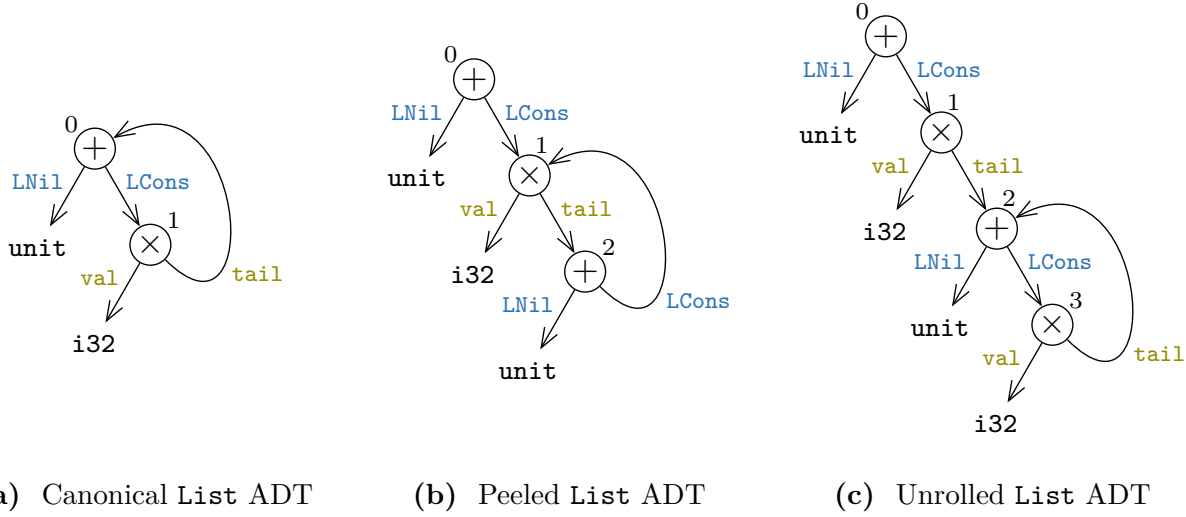 0
+
LNil
LCons
1
×
unit
val
tail
i32
a) Canonical List ADT
0
+
LNil
LCons
1
×
unit
val
tail
2
+
i32
LNil
LCons
unit
(b) Peeled List ADT
0
+
LNil
LCons
1
×
unit
val
tail
2
+
i32
LNil
LCons
3
×
unit
val
tail
i32
(c) Unrolled List ADT